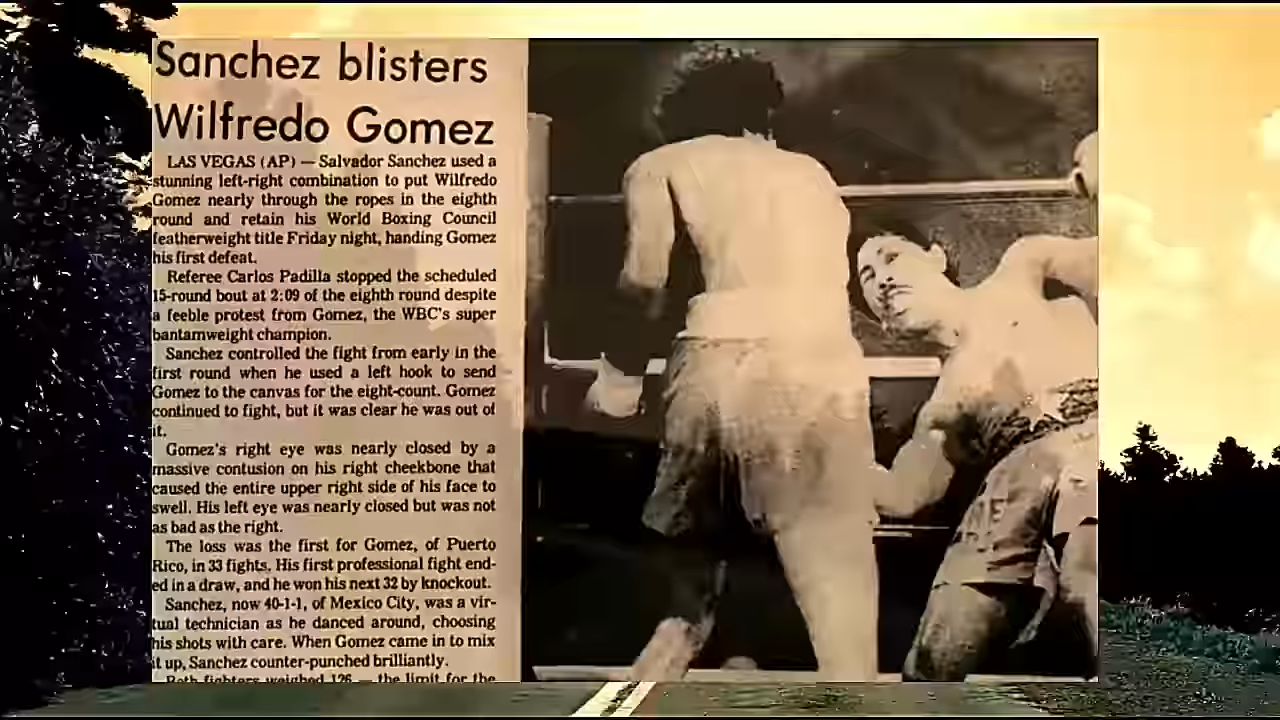 Sanchez blisters
Wilfredo Gomez
LAS VEGAS (AP) — Salvador Sanchez used a
stunning left-right combination to put Wilfredo
Gomez nearly through the ropes in the eighth
round and retain his World Boxing Council
featherweight title Friday night, handing Gomez
his first defeat.
Referee Carlos Padilla stopped the scheduled
15-round bout at 2:09 of the eighth round despite
a feeble protest from Gomez, the WBC's super
bantamweight champion.
Sanchez controlled the fight from early in the
first round when he used a left hook to send
Gomez to the canvas for the eight-count. Gomez
continued to fight, but it was clear he was out of
it.
Gomez's right eye was nearly closed by a
massive contusion on his right cheekbone that
caused the entire upper right side of his face to
swell. His left eye was nearly closed but was not
as bad as the right.
The loss was the first for Gomez, of Puerto
Rico, in 33 fights. His first professional fight end-
ed in a draw, and he won his next 32 by knockout.
Sanchez, now 40-1-1, of Mexico City, was a vir-
tual technician as he danced around, choosing
his shots with care. When Gomez came in to mix
it up, Sanchez counter-punched brilliantly.
Both fighters weighed 126 — the limit for the